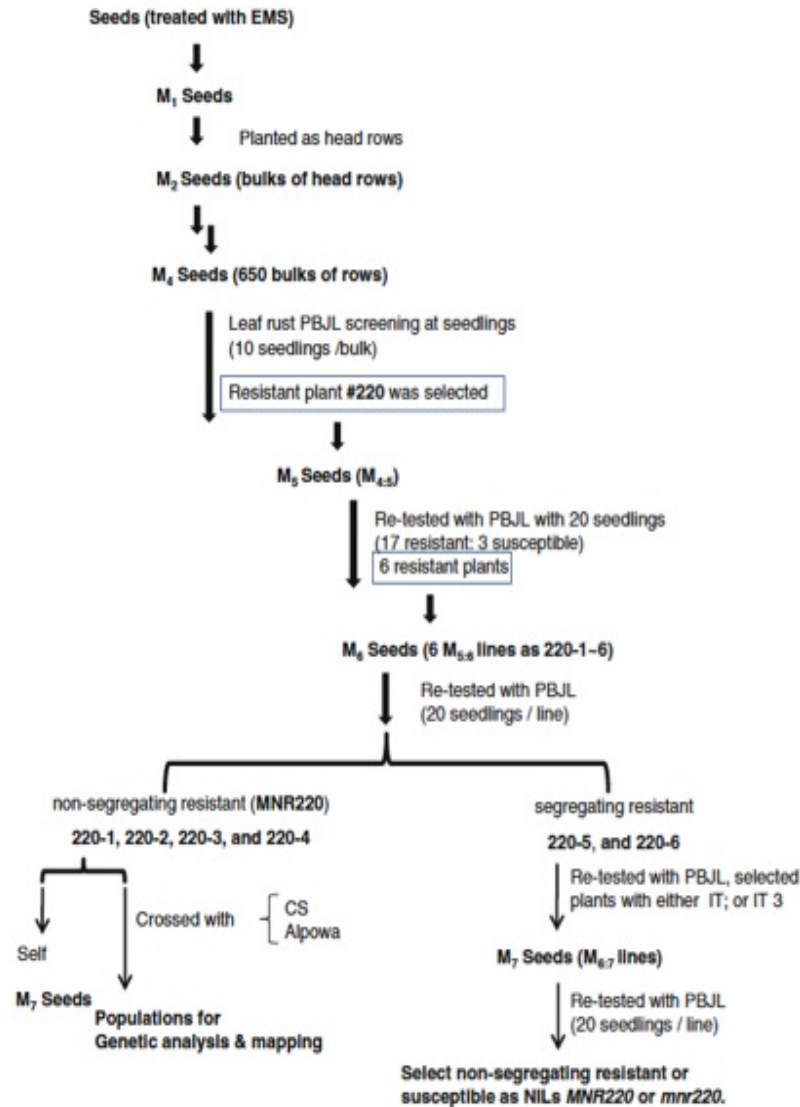 Seeds (treated with EMS)
M₁ Seeds
Planted as head rows
M₂ Seeds (bulks of head rows)
M₄ Seeds (650 bulks of rows)
Leaf rust PBJL screening at seedlings
(10 seedlings /bulk)
Resistant plant #220 was selected
M₅ Seeds (M₄:₅)
Re-tested with PBJL with 20 seedlings
(17 resistant: 3 susceptible)
6 resistant plants
M₆ Seeds (6 M₅:₆ lines as 220-1~6)
Re-tested with PBJL
(20 seedlings / line)
non-segregating resistant (MNR220)
220-1, 220-2, 220-3, and 220-4
Crossed with
CS
Alpowa
Self
M₇ Seeds
Populations for
Genetic analysis & mapping
segregating resistant
220-5, and 220-6
Re-tested with PBJL, selected
plants with either IT; or IT 3
M₇ Seeds (M₆:₇ lines)
Re-tested with PBJL
(20 seedlings / line)
Select non-segregating resistant or
susceptible as NILs MNR220 or mnr220.